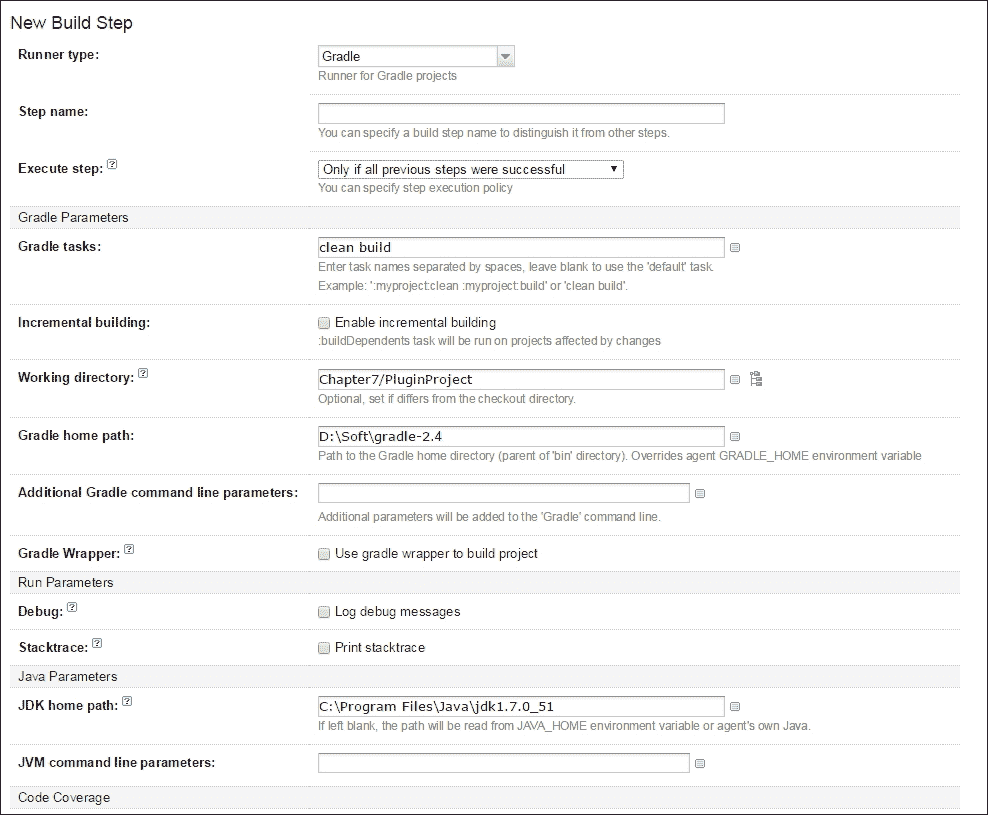 New Build Step
Runner type:
Gradle
Runner for Gradle projects
Step name:
You can specify a build step name to distinguish it from other steps.
Execute step: ?
Only if all previous steps were successful
You can specify step execution policy
Gradle Parameters
Gradle tasks:
clean build
Enter task names separated by spaces, leave blank to use the 'default' task.
Example: ':myproject:clean :myproject:build' or 'clean build'.
Incremental building:
Enable incremental building
:buildDependents task will be run on projects affected by changes
Working directory: ?
Chapter7/PluginProject
Optional, set if differs from the checkout directory.
Gradle home path:
D:\Soft\gradle-2.4
Path to the Gradle home directory (parent of 'bin' directory). Overrides agent GRADLE_HOME environment variable
Additional Gradle command line parameters:
Additional parameters will be added to the 'Gradle' command line.
Gradle Wrapper: ?
Use gradle wrapper to build project
Run Parameters
Debug: ?
Log debug messages
Stacktrace: ?
Print stacktrace
Java Parameters
JDK home path: ?
C:\Program Files\Java\jdk1.7.0_51
If left blank, the path will be read from JAVA_HOME environment variable or agent's own Java.
JVM command line parameters:
Code Coverage